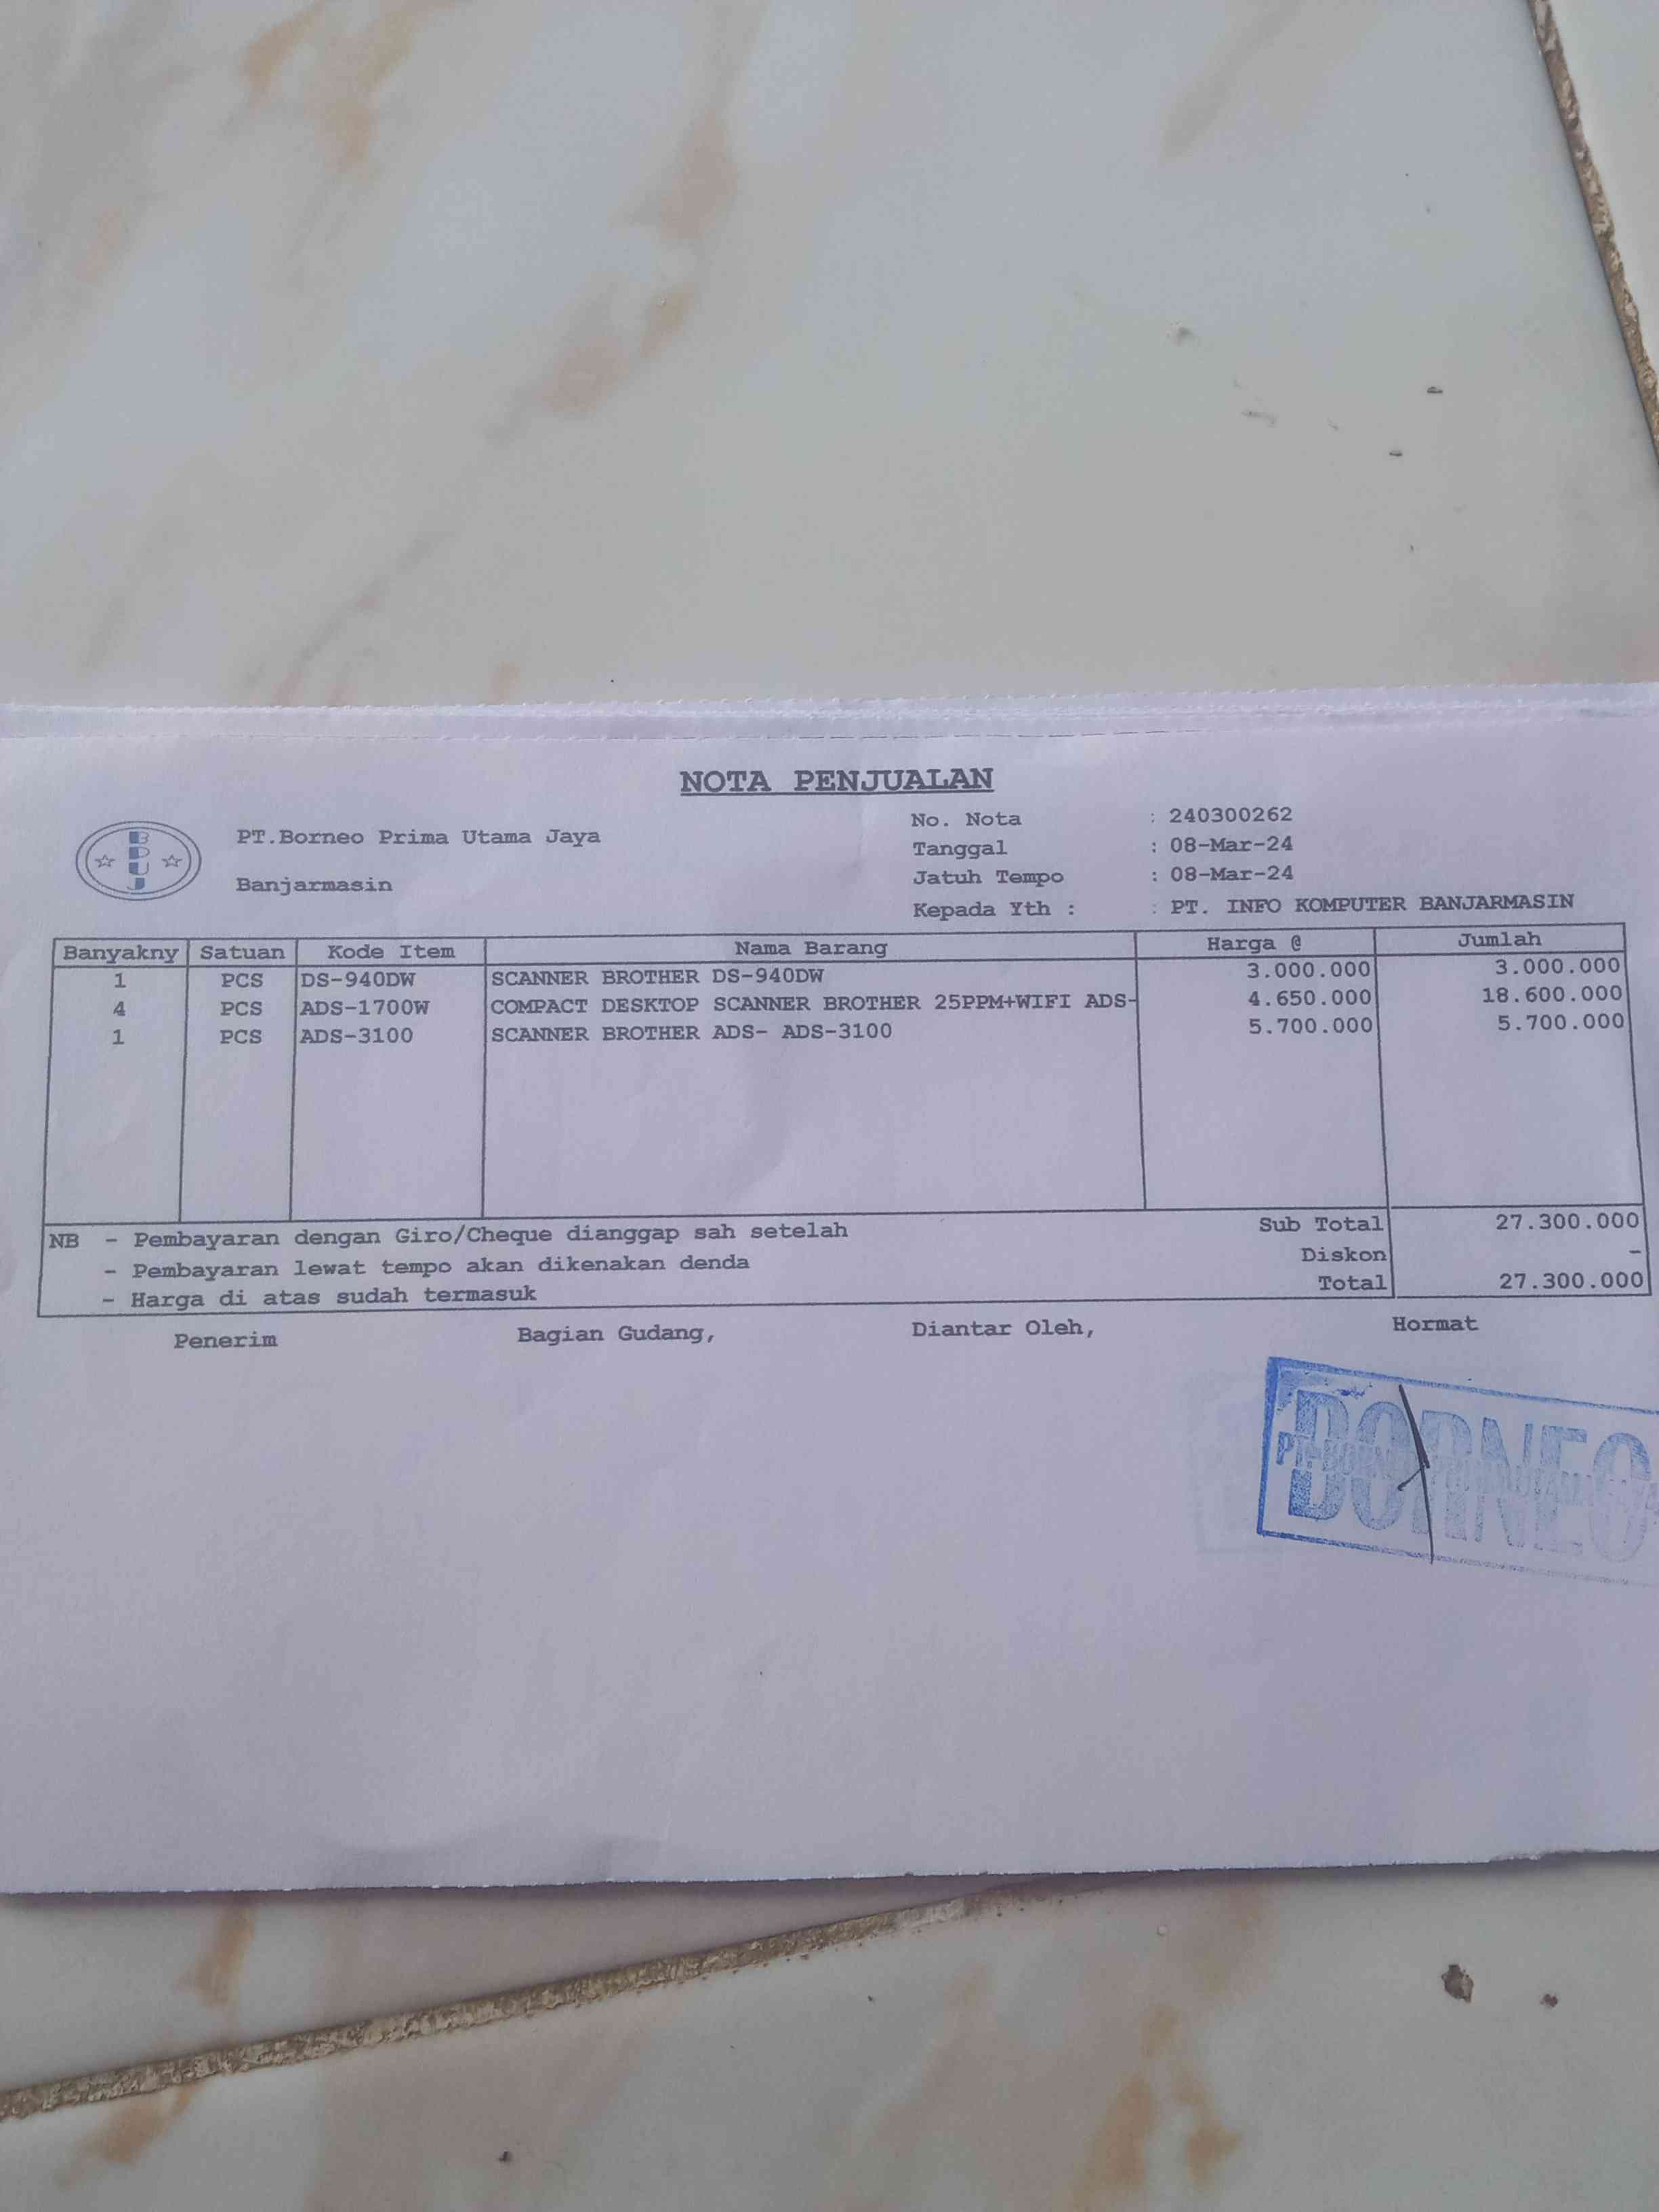 NOTA PENJUALAN
BPUJ
PT.Borneo Prima Utama Jaya
Banjarmasin
No. Nota : 240300262
Tanggal : 08-Mar-24
Jatuh Tempo : 08-Mar-24
Kepada Yth : : PT. INFO KOMPUTER BANJARMASIN
Banyakny Satuan Kode Item Nama Barang Harga @ Jumlah
1 PCS DS-940DW SCANNER BROTHER DS-940DW 3.000.000 3.000.000
4 PCS ADS-1700W COMPACT DESKTOP SCANNER BROTHER 25PPM+WIFI ADS- 4.650.000 18.600.000
1 PCS ADS-3100 SCANNER BROTHER ADS- ADS-3100 5.700.000 5.700.000
NB - Pembayaran dengan Giro/Cheque dianggap sah setelah Sub Total 27.300.000
- Pembayaran lewat tempo akan dikenakan denda Diskon -
- Harga di atas sudah termasuk Total 27.300.000
Penerim Bagian Gudang, Diantar Oleh, Hormat
BORNEO